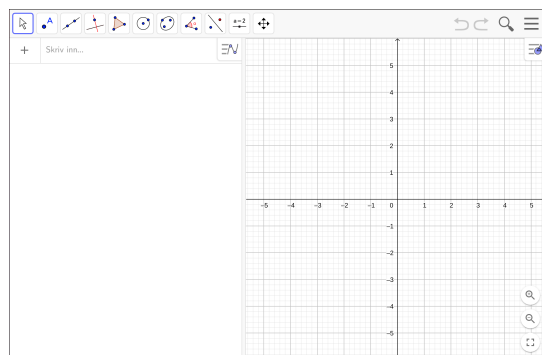 A
a=2
Skriv inn...
5
4
3
2
1
–5 –4 –3 –2 –1 0 1 2 3 4 5
–1
–2
–3
–4
–5